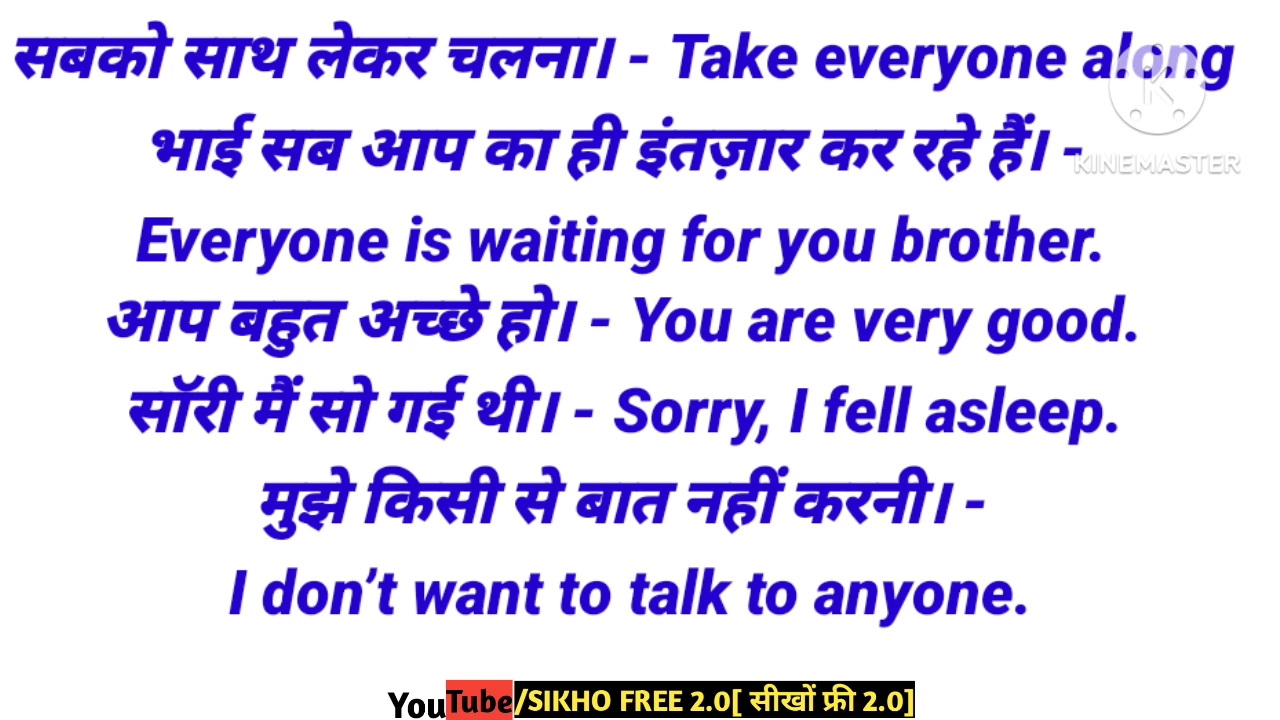 सबको साथ लेकर चलना। - Take everyone along
भाई सब आप का ही इंतज़ार कर रहे हैं। -
KINEMASTER
Everyone is waiting for you brother.
आप बहुत अच्छे हो। - You are very good.
सॉरी मैं सो गई थी। - Sorry, I fell asleep.
मुझे किसी से बात नहीं करनी। -
I don’t want to talk to anyone.
YouTube/SIKHO FREE 2.0[ सीखों फ्री 2.0]